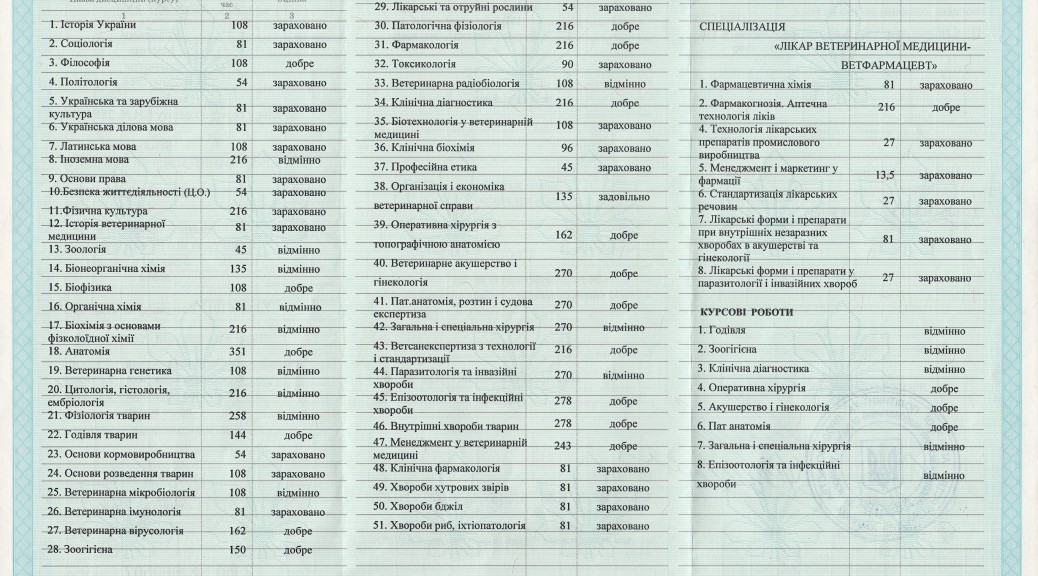 час
1 2 3
1. Історія України 108 зараховано
2. Соціологія 81 зараховано
3. Філософія 108 добре
4. Політологія 54 зараховано
5. Українська та зарубіжна
культура 81 зараховано
6. Українська ділова мова 81 зараховано
7. Латинська мова 108 зараховано
8. Іноземна мова 216 відмінно
9. Основи права 81 зараховано
10.Безпека життєдіяльності (Ц.О.) 54 зараховано
11.Фізична культура 216 зараховано
12. Історія ветеринарної
медицини 81 зараховано
13. Зоологія 45 відмінно
14. Біонеорганічна хімія 135 відмінно
15. Біофізика 108 добре
16. Органічна хімія 81 відмінно
17. Біохімія з основами
фізколоїдної хімії 216 відмінно
18. Анатомія 351 добре
19. Ветеринарна генетика 108 відмінно
20. Цитологія, гістологія,
ембріологія 216 відмінно
21. Фізіологія тварин 258 відмінно
22. Годівля тварин 144 добре
23. Основи кормовиробництва 54 зараховано
24. Основи розведення тварин 108 зараховано
25. Ветеринарна мікробіологія 108 відмінно
26. Ветеринарна імунологія 81 зараховано
27. Ветеринарна вірусологія 162 добре
28. Зоогігієна 150 добре
29. Лікарські та отруйні рослини 54 зараховано
30. Патологічна фізіологія 216 добре
31. Фармакологія 216 добре
32. Токсикологія 90 зараховано
33. Ветеринарна радіобіологія 108 відмінно
34. Клінічна діагностика 216 добре
35. Біотехнологія у ветеринарній
медицині 108 зараховано
36. Клінічна біохімія 96 зараховано
37. Професійна етика 45 зараховано
38. Організація і економіка
ветеринарної справи 135 задовільно
39. Оперативна хірургія з
топографічною анатомією 162 добре
40. Ветеринарне акушерство і
гінекологія 270 добре
41. Пат.анатомія, розтин і судова
експертиза 270 добре
42. Загальна і спеціальна хірургія 270 відмінно
43. Ветсанекспертиза з технології
і стандартизації 216 добре
44. Паразитологія та інвазійні
хвороби 270 відмінно
45. Епізоотологія та інфекційні
хвороби 278 добре
46. Внутрішні хвороби тварин 278 добре
47. Менеджмент у ветеринарній
медицині 243 добре
48. Клінічна фармакологія 81 зараховано
49. Хвороби хутрових звірів 81 зараховано
50. Хвороби бджіл 81 зараховано
51. Хвороби риб, іхтіопатологія 81 зараховано
СПЕЦІАЛІЗАЦІЯ
«ЛІКАР ВЕТЕРИНАРНОЇ МЕДИЦИНИ-
ВЕТФАРМАЦЕВТ»
1. Фармацевтична хімія 81 зараховано
2. Фармакогнозія. Аптечна
технологія ліків 216 добре
4. Технологія лікарських
препаратів промислового
виробництва 27 зараховано
5. Менеджмент і маркетинг у
фармації 13,5 зараховано
6. Стандартизація лікарських
речовин 27 зараховано
7. Лікарські форми і препарати
при внутрішніх незаразних
хворобах в акушерстві та
гінекології 81 зараховано
8. Лікарські форми і препарати у
паразитології і інвазійних хвороб 27 зараховано
КУРСОВІ РОБОТИ
1. Годівля відмінно
2. Зоогігієна відмінно
3. Клінічна діагностика відмінно
4. Оперативна хірургія добре
5. Акушерство і гінекологія добре
6. Пат анатомія добре
7. Загальна і спеціальна хірургія відмінно
8. Епізоотологія та інфекційні
хвороби відмінно